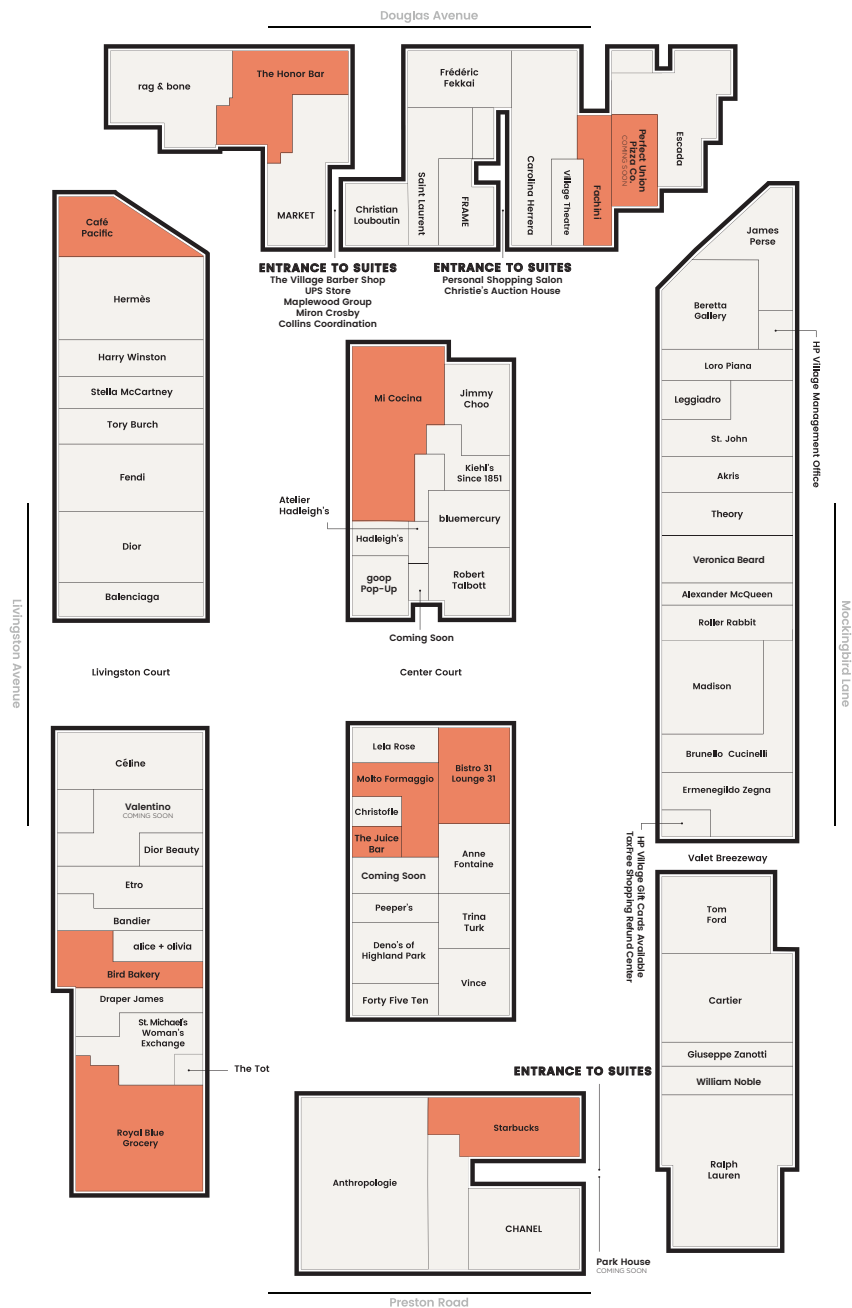 Douglas Avenue
rag & bone
The Honor Bar
MARKET
Frédéric
Fekkai
Christian
Louboutin
Saint Laurent
FRAME
Carolina Herrera
Village Theatre
Fachini
Perfect Union
Pizza Co.
COMING SOON
Escada
ENTRANCE TO SUITES
The Village Barber Shop
UPS Store
Maplewood Group
Miron Crosby
Collins Coordination
ENTRANCE TO SUITES
Personal Shopping Salon
Christie's Auction House
Café
Pacific
Hermès
Harry Winston
Stella McCartney
Tory Burch
Fendi
Dior
Balenciaga
Livingston Avenue
Livingston Court
Mi Cocina
Jimmy
Choo
Kiehl's
Since 1851
Atelier
Hadleigh's
bluemercury
Hadleigh's
goop
Pop-Up
Robert
Talbott
Coming Soon
Center Court
James
Perse
Beretta
Gallery
HP Village Management Office
Loro Piana
Leggiadro
St. John
Akris
Theory
Veronica Beard
Alexander McQueen
Roller Rabbit
Madison
Brunello Cucinelli
Ermenegildo Zegna
HP Village Gift Cards Available
TaxFree Shopping Refund Center
Mockingbird Lane
Valet Breezeway
Céline
Valentino
COMING SOON
Dior Beauty
Etro
Bandier
alice + olivia
Bird Bakery
Draper James
St. Michael's
Woman's
Exchange
The Tot
Royal Blue
Grocery
Lela Rose
Molto Formaggio
Bistro 31
Lounge 31
Christofle
The Juice
Bar
Coming Soon
Anne
Fontaine
Peeper's
Trina
Turk
Deno's of
Highland Park
Vince
Forty Five Ten
Tom
Ford
Cartier
Giuseppe Zanotti
William Noble
Ralph
Lauren
ENTRANCE TO SUITES
Anthropologie
Starbucks
CHANEL
Park House
COMING SOON
Preston Road